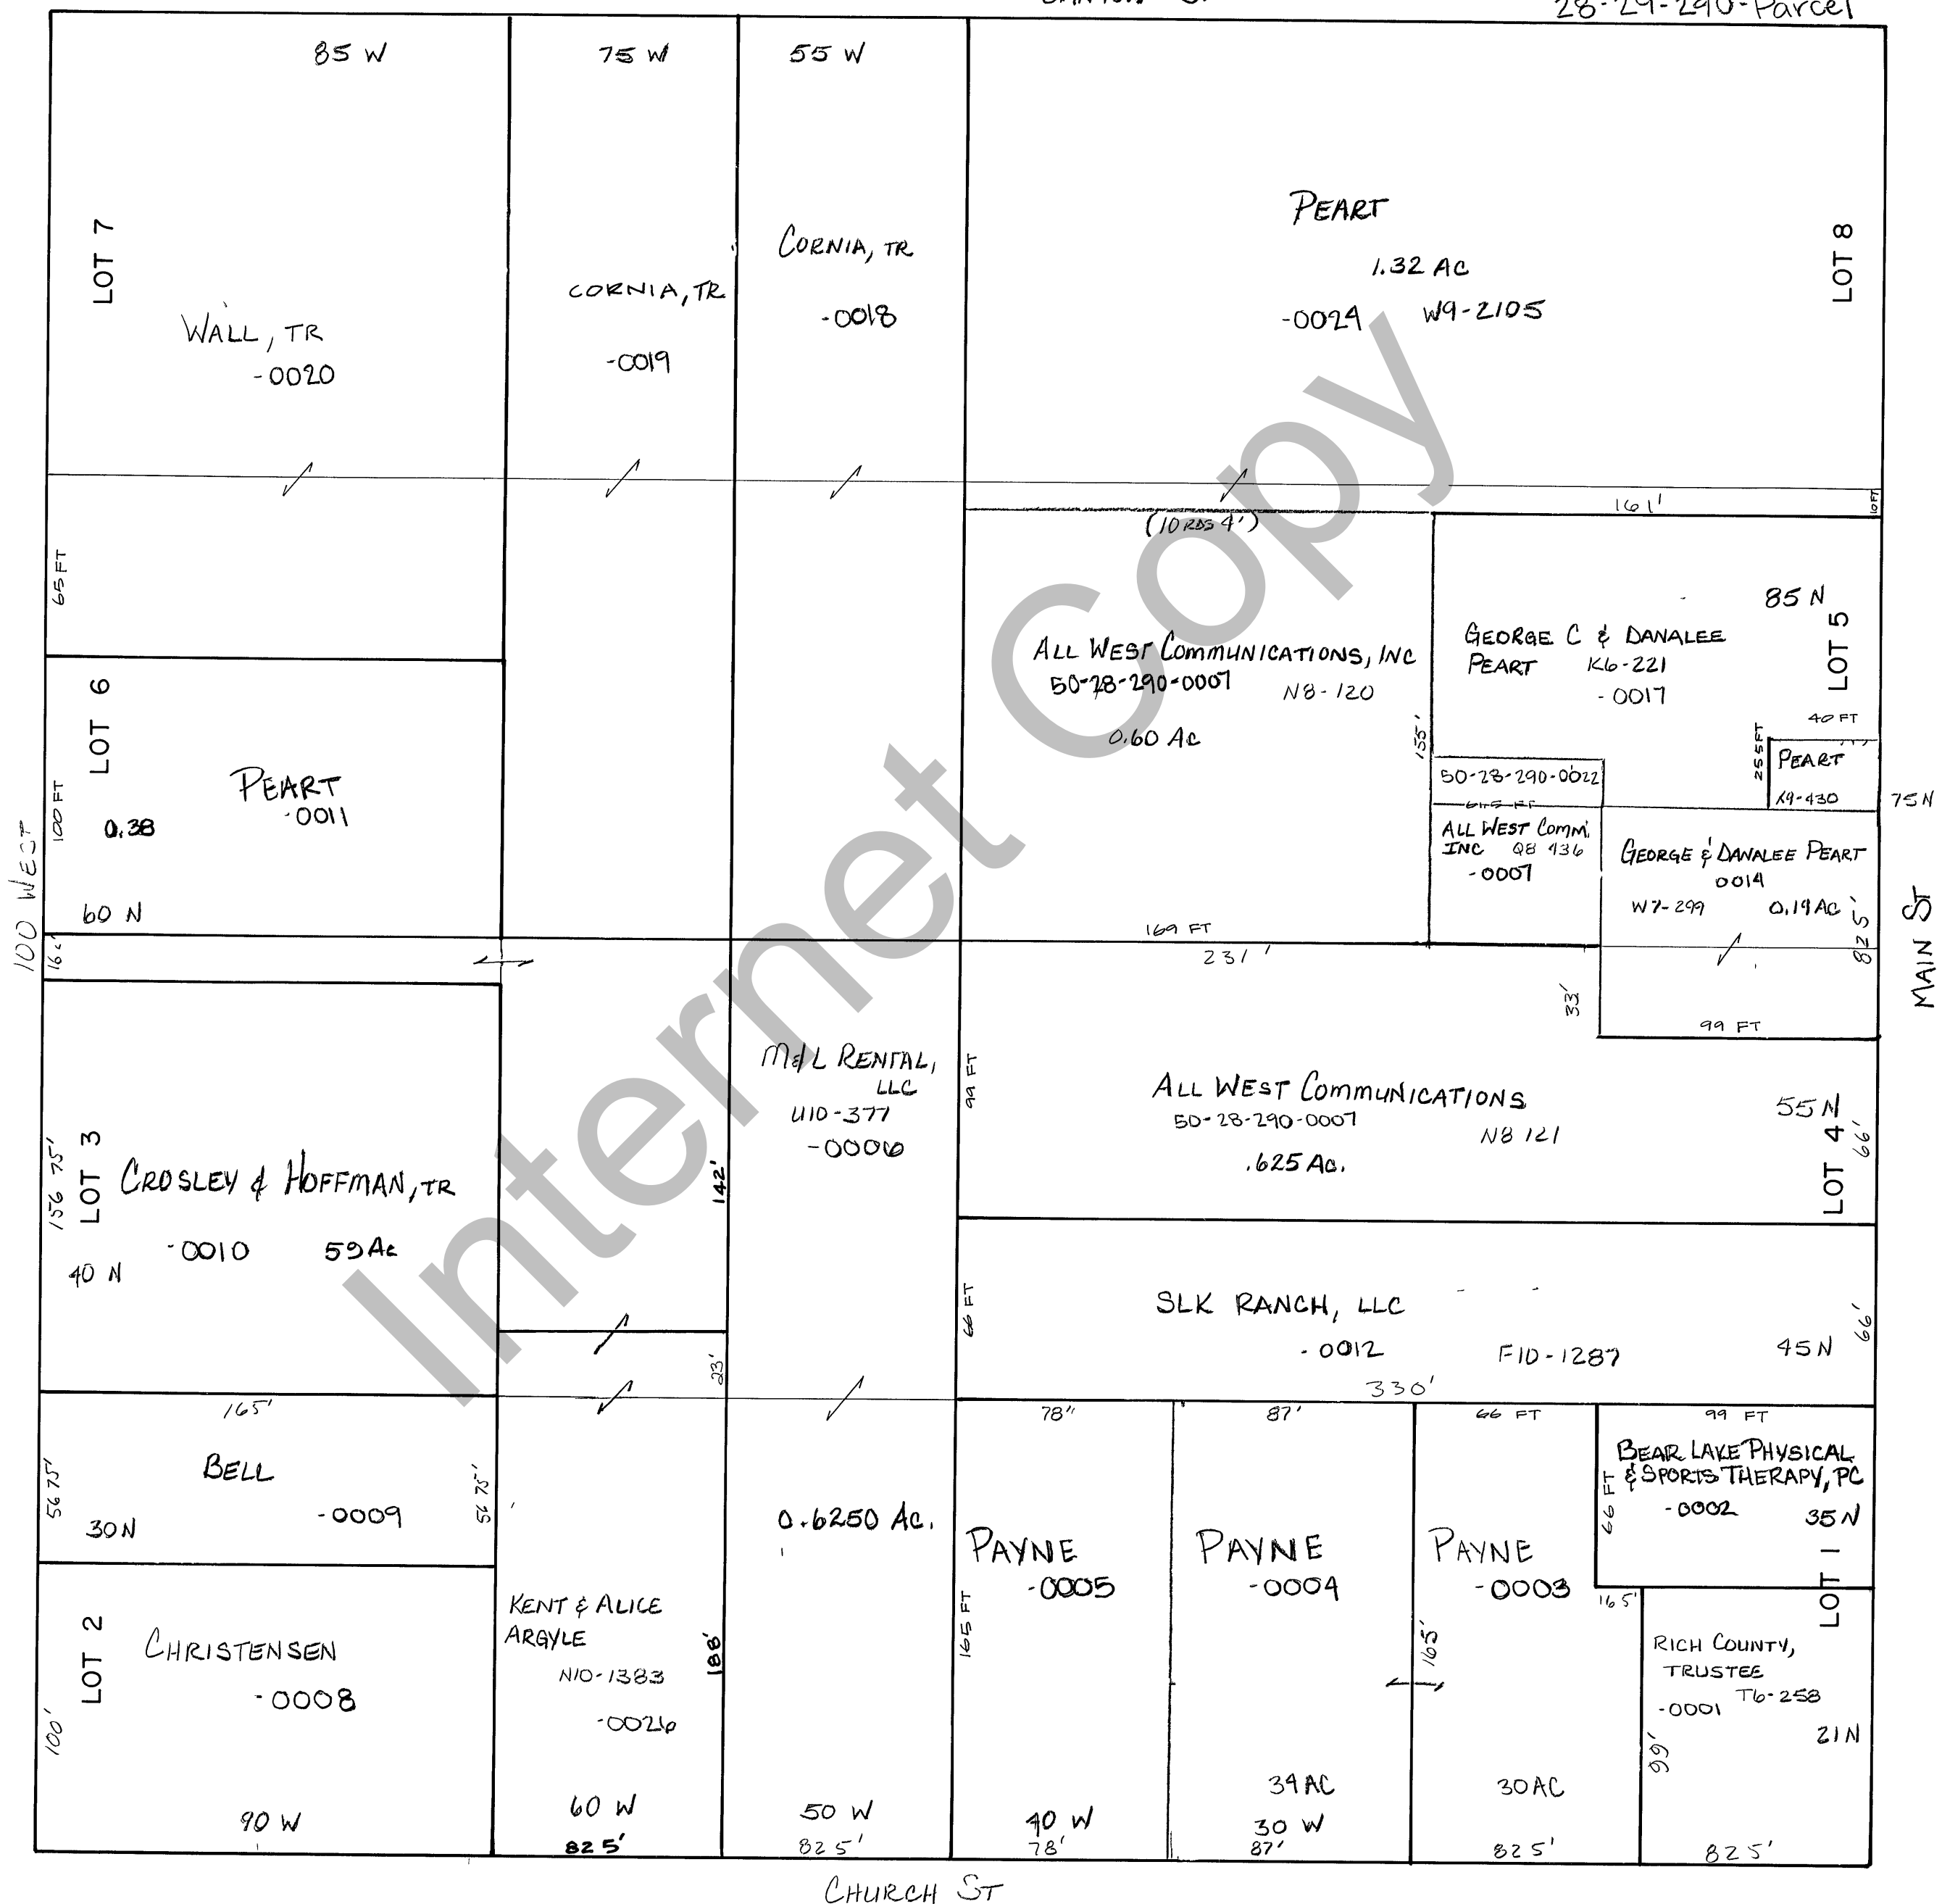 28-29-290-Parcel
85 W
75 W
55 W
LOT 7
WALL, TR
-0020
CORNIA, TR
-0019
CORNIA, TR
-0018
PEART
1.32 AC
-0024 W9-2105
LOT 8
161'
10 FT
(10 RDS 4')
65 FT
ALL WEST COMMUNICATIONS, INC
50-28-290-0007 N8-120
0.60 AC
155'
85 N
LOT 5
GEORGE C & DANALEE
PEART K6-221
-0017
40 FT
25 5 FT
PEART
X9-430
75 N
50-28-290-0022
61.5 FT
ALL WEST COMM.
INC Q8 436
-0007
GEORGE & DANALEE PEART
0014
W7-299 0.19 AC
82 5'
MAIN ST
LOT 6
PEART
-0011
100 FT
0.38
60 N
100 WEST
169 FT
231'
33'
99 FT
M&L RENTAL,
LLC
U10-377
-0006
99 FT
ALL WEST COMMUNICATIONS
50-28-290-0007
N8 121
.625 AC.
55 N
LOT 4
66'
156 75'
LOT 3
CROSLEY & HOFFMAN, TR
-0010 59 AC
40 N
142'
23'
66 FT
SLK RANCH, LLC
-0012 F10-1287
45 N
66'
330'
165'
56 75'
BELL
-0009
30 N
56 75'
0.6250 AC.
78'
87'
66 FT
99 FT
BEAR LAKE PHYSICAL
& SPORTS THERAPY, PC
-0002
35 N
66 FT
LOT 1
PAYNE
-0005
PAYNE
-0004
PAYNE
-0003
165 FT
165'
16 5'
LOT 2
CHRISTENSEN
-0008
100'
90 W
KENT & ALICE
ARGYLE
N10-1383
-0026
188'
60 W
82 5'
50 W
82 5'
40 W
78'
34 AC
30 W
87'
30 AC
82 5'
RICH COUNTY,
TRUSTEE
-0001 T6-258
21 N
99'
82 5'
CHURCH ST
Internet Copy